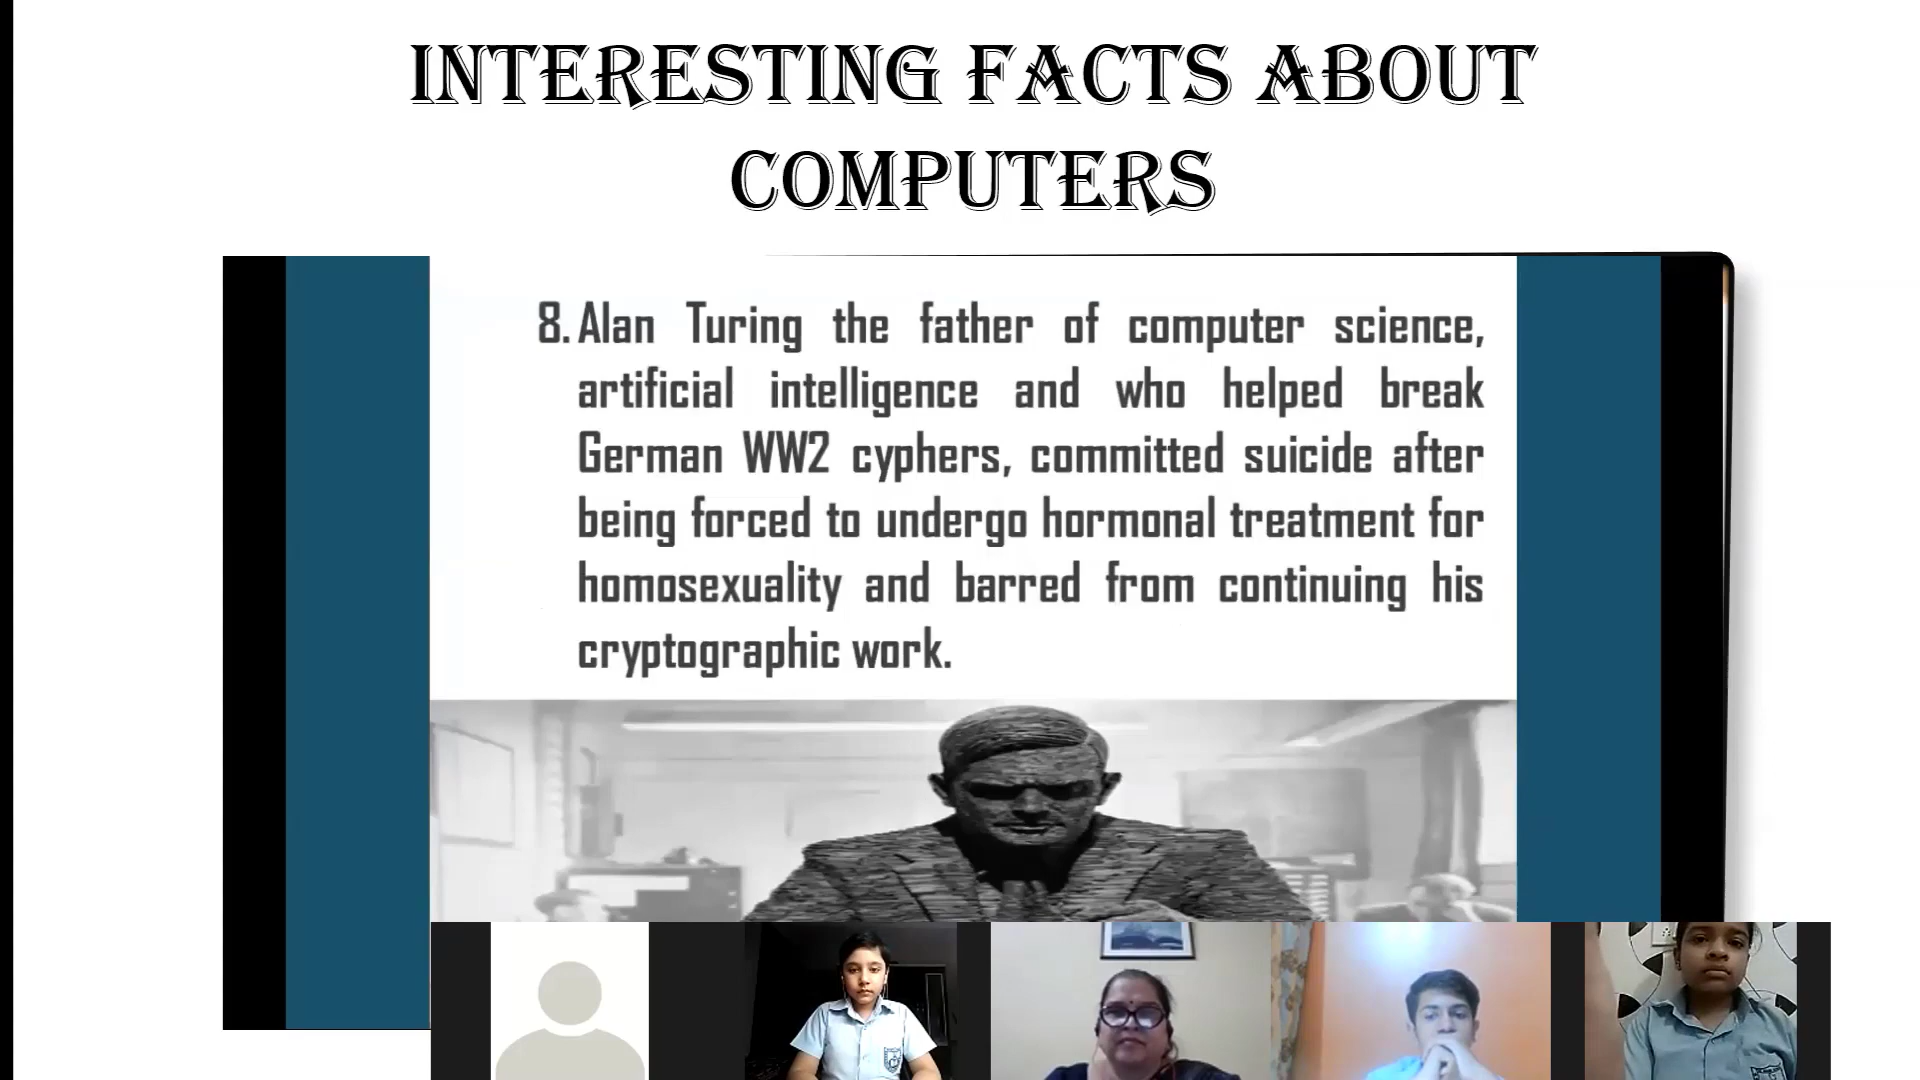 INTERESTING FACTS ABOUT
COMPUTERS
8. Alan Turing the father of computer science,
artificial intelligence and who helped break
German WW2 cyphers, committed suicide after
being forced to undergo hormonal treatment for
homosexuality and barred from continuing his
cryptographic work.